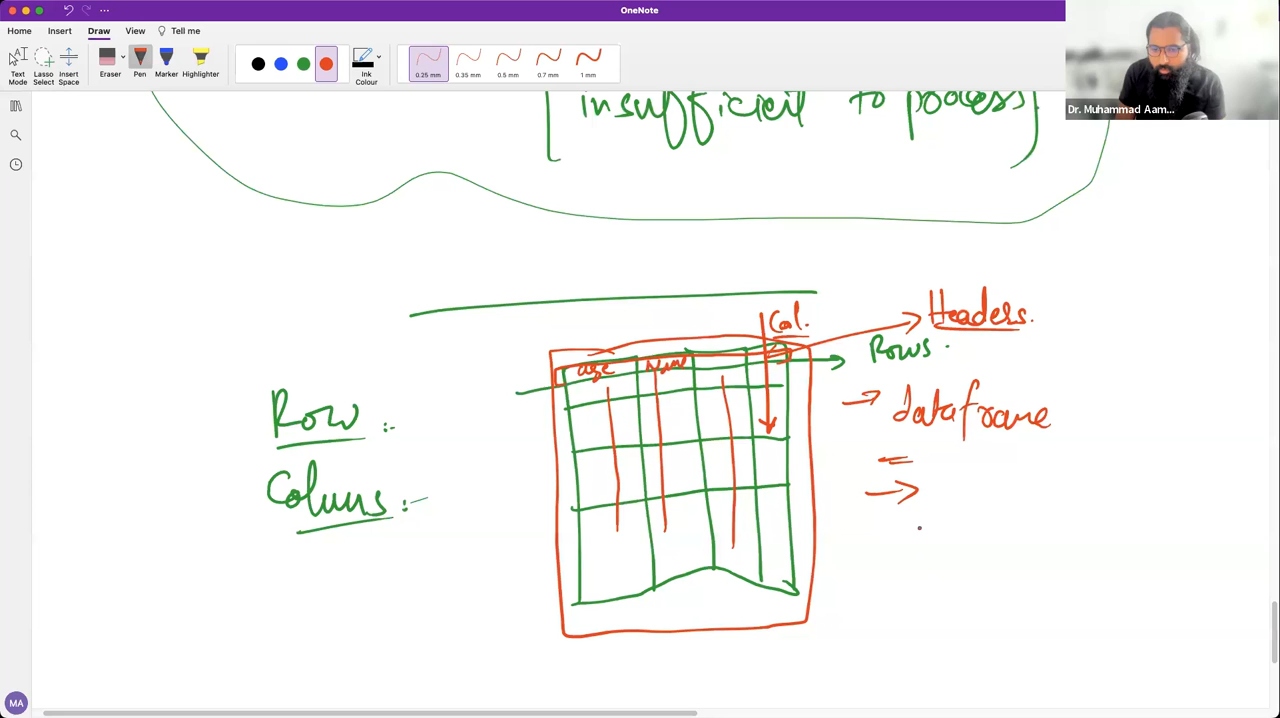 OneNote
Home Insert Draw View Tell me
Text Mode
Lasso Select
Insert Space
Eraser
Pen
Marker
Highlighter
Ink Colour
0.25 mm
0.35 mm
0.5 mm
0.7 mm
1 mm
Dr. Muhammad Aam...
insufficient to process
Col.
Headers.
Rows.
age
Row :-
→ dataframe
Colums :-
MA